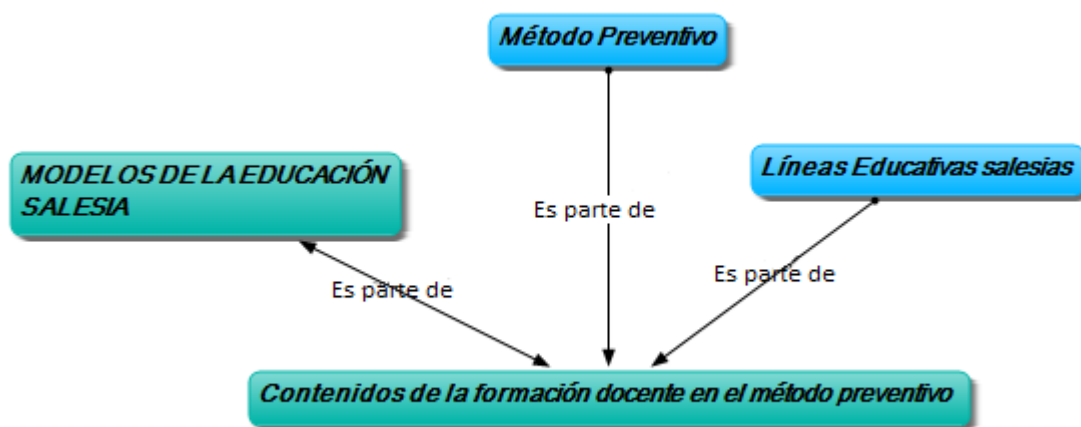 Método Preventivo
MODELOS DE LA EDUCACIÓN
SALESIA
Líneas Educativas salesias
Es parte de
Es parte de
Es parte de
Contenidos de la formación docente en el método preventivo